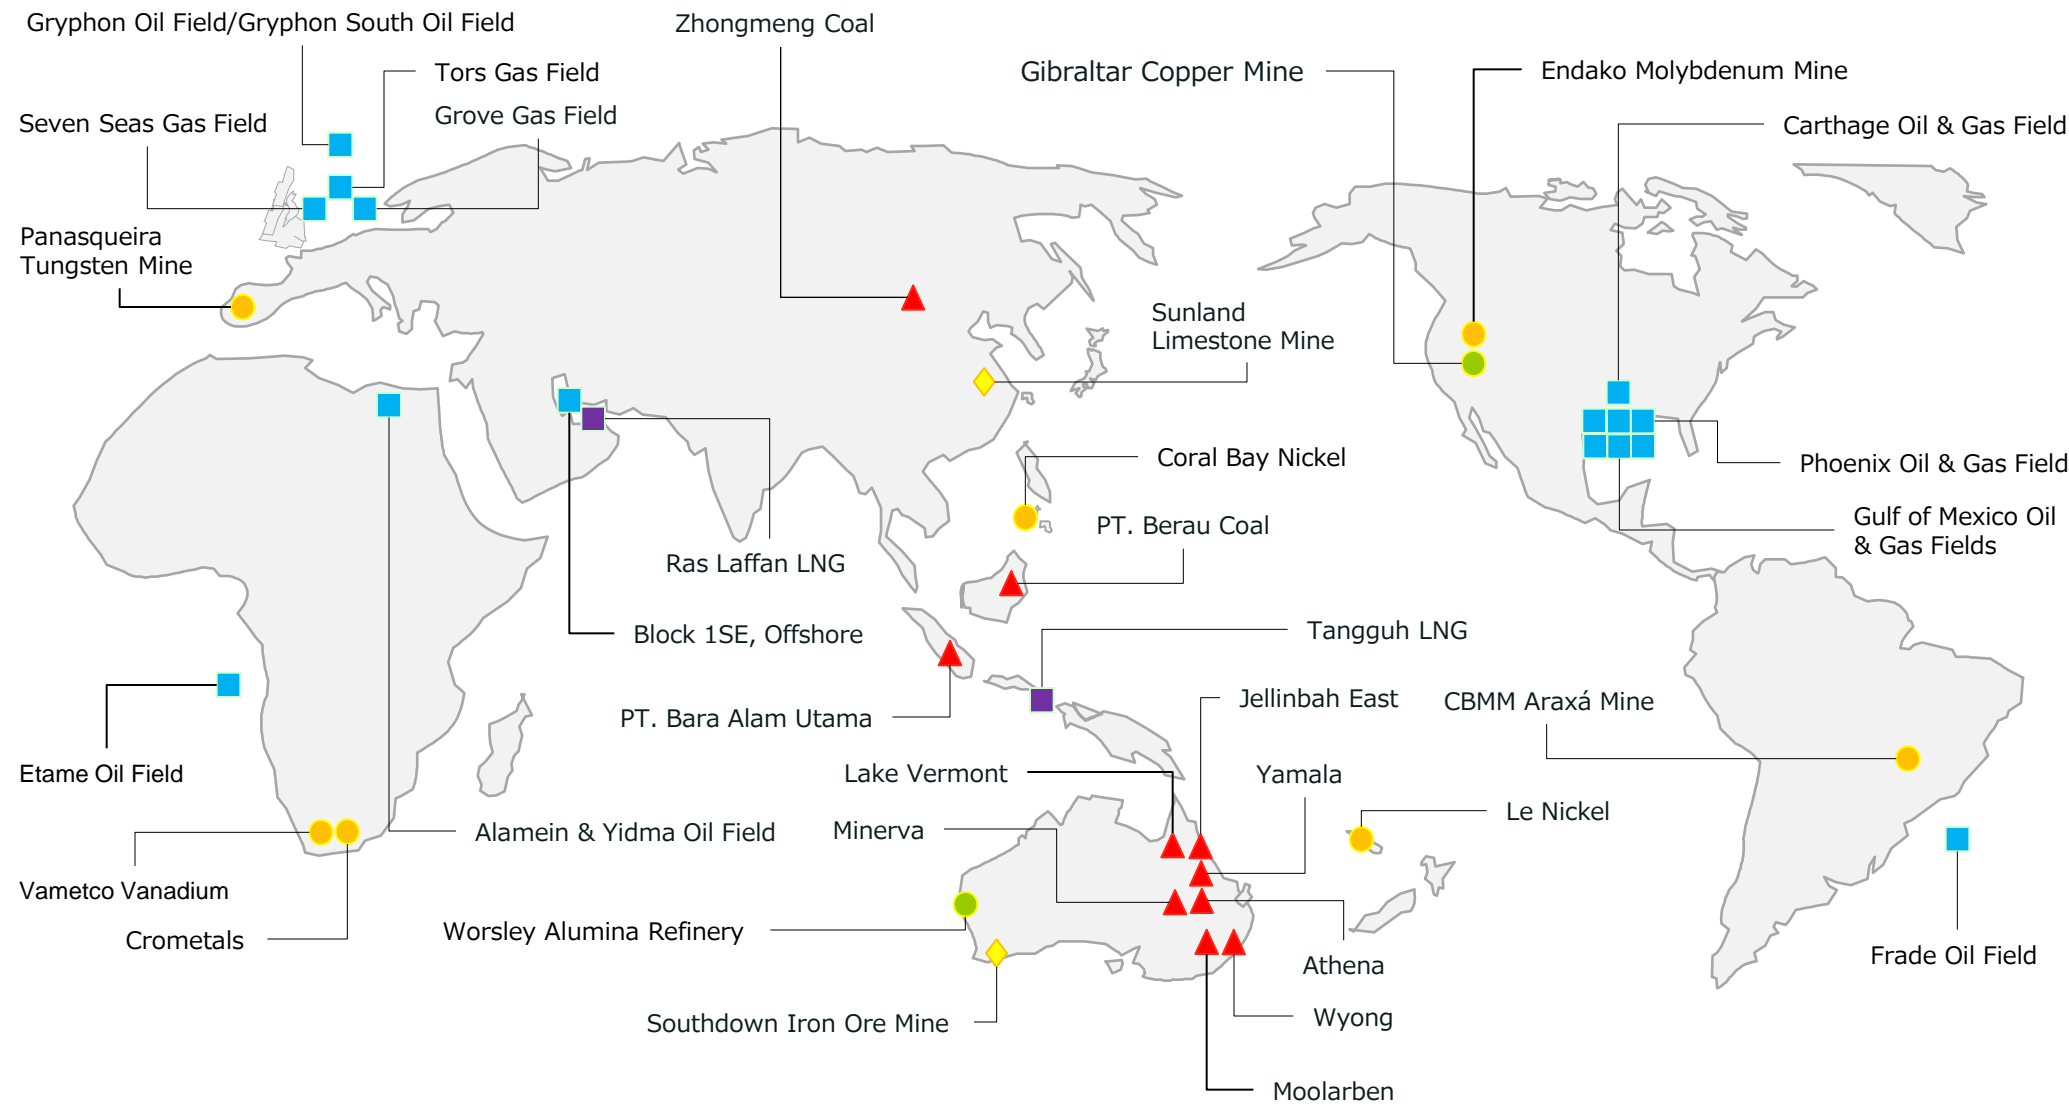 Gryphon Oil Field/Gryphon South Oil Field
Zhongmeng Coal
Tors Gas Field
Gibraltar Copper Mine
Endako Molybdenum Mine
Seven Seas Gas Field
Grove Gas Field
Carthage Oil & Gas Field
Panasqueira
Tungsten Mine
Sunland
Limestone Mine
Coral Bay Nickel
Phoenix Oil & Gas Field
PT. Berau Coal
Gulf of Mexico Oil
& Gas Fields
Ras Laffan LNG
Block 1SE, Offshore
Tangguh LNG
PT. Bara Alam Utama
Jellinbah East
CBMM Araxá Mine
Etame Oil Field
Lake Vermont
Yamala
Alamein & Yidma Oil Field
Minerva
Le Nickel
Vametco Vanadium
Crometals
Worsley Alumina Refinery
Athena
Frade Oil Field
Southdown Iron Ore Mine
Wyong
Moolarben